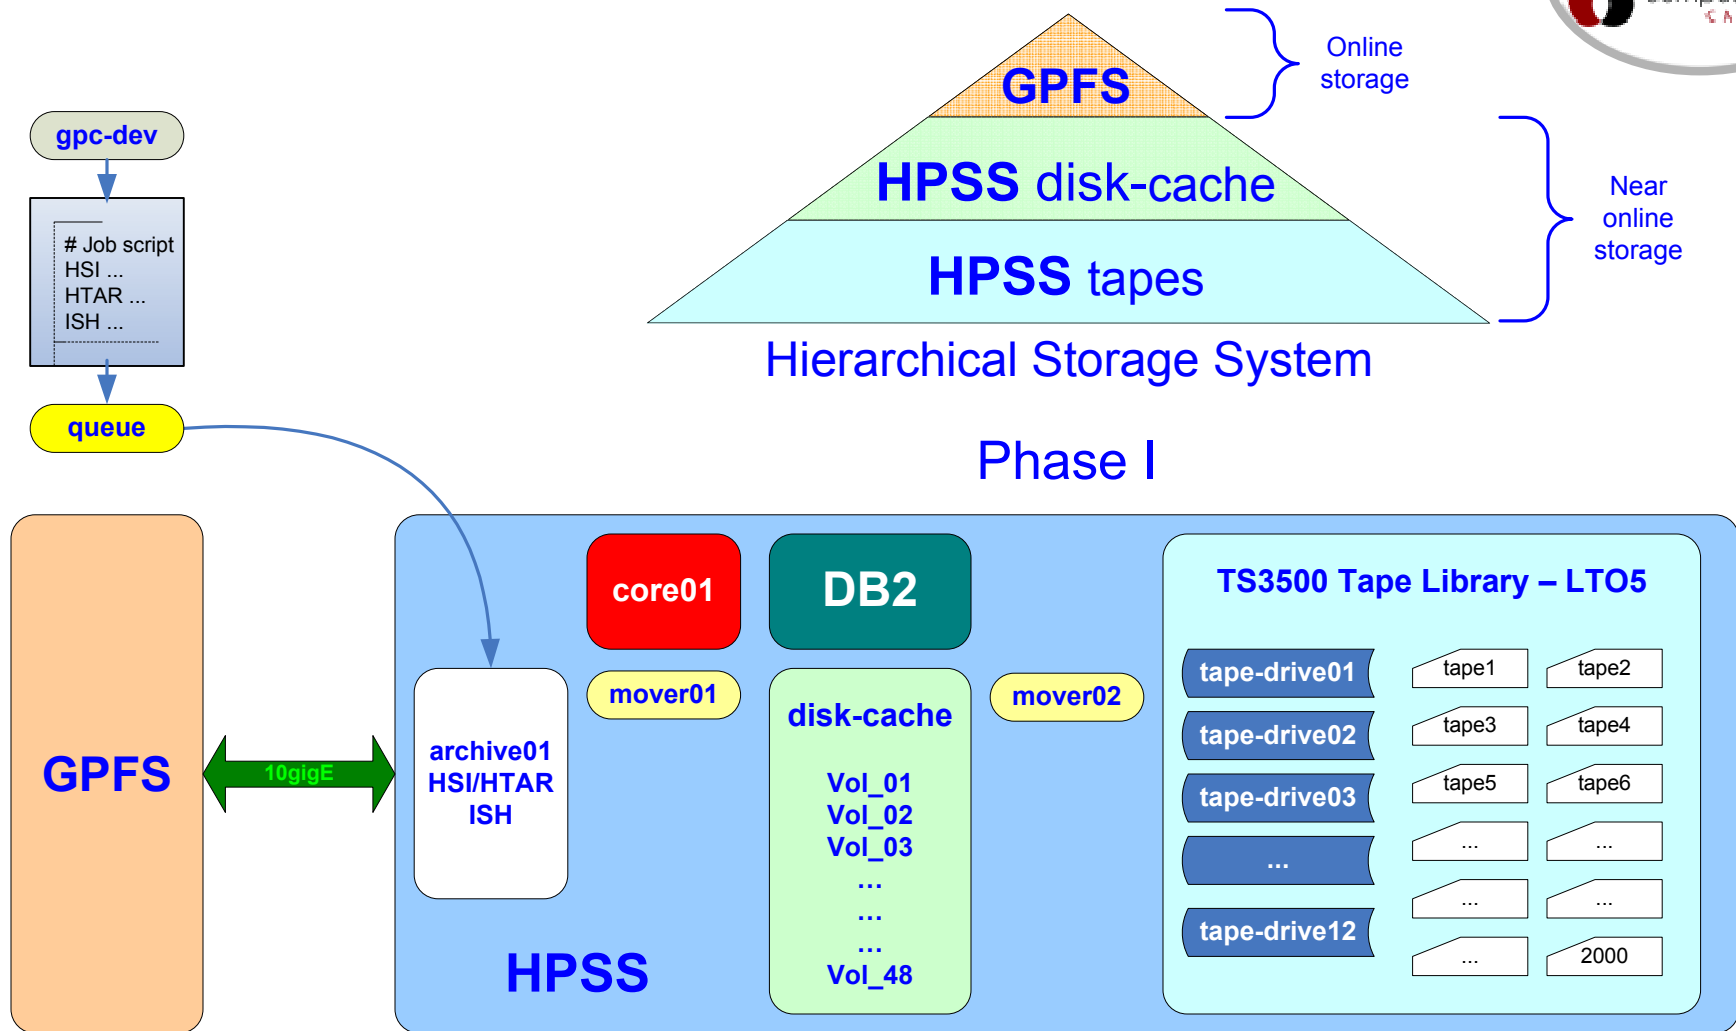 GPFS
HPSS disk-cache
HPSS tapes
Online
storage
Near
online
storage
Hierarchical Storage System
Phase I
gpc-dev
# Job script
HSI ...
HTAR ...
ISH ...
queue
GPFS
10gigE
archive01
HSI/HTAR
ISH
HPSS
core01
mover01
DB2
disk-cache
Vol_01
Vol_02
Vol_03
...
...
...
Vol_48
mover02
TS3500 Tape Library – LTO5
tape-drive01
tape-drive02
tape-drive03
...
tape-drive12
tape1
tape2
tape3
tape4
tape5
tape6
...
...
...
...
...
2000